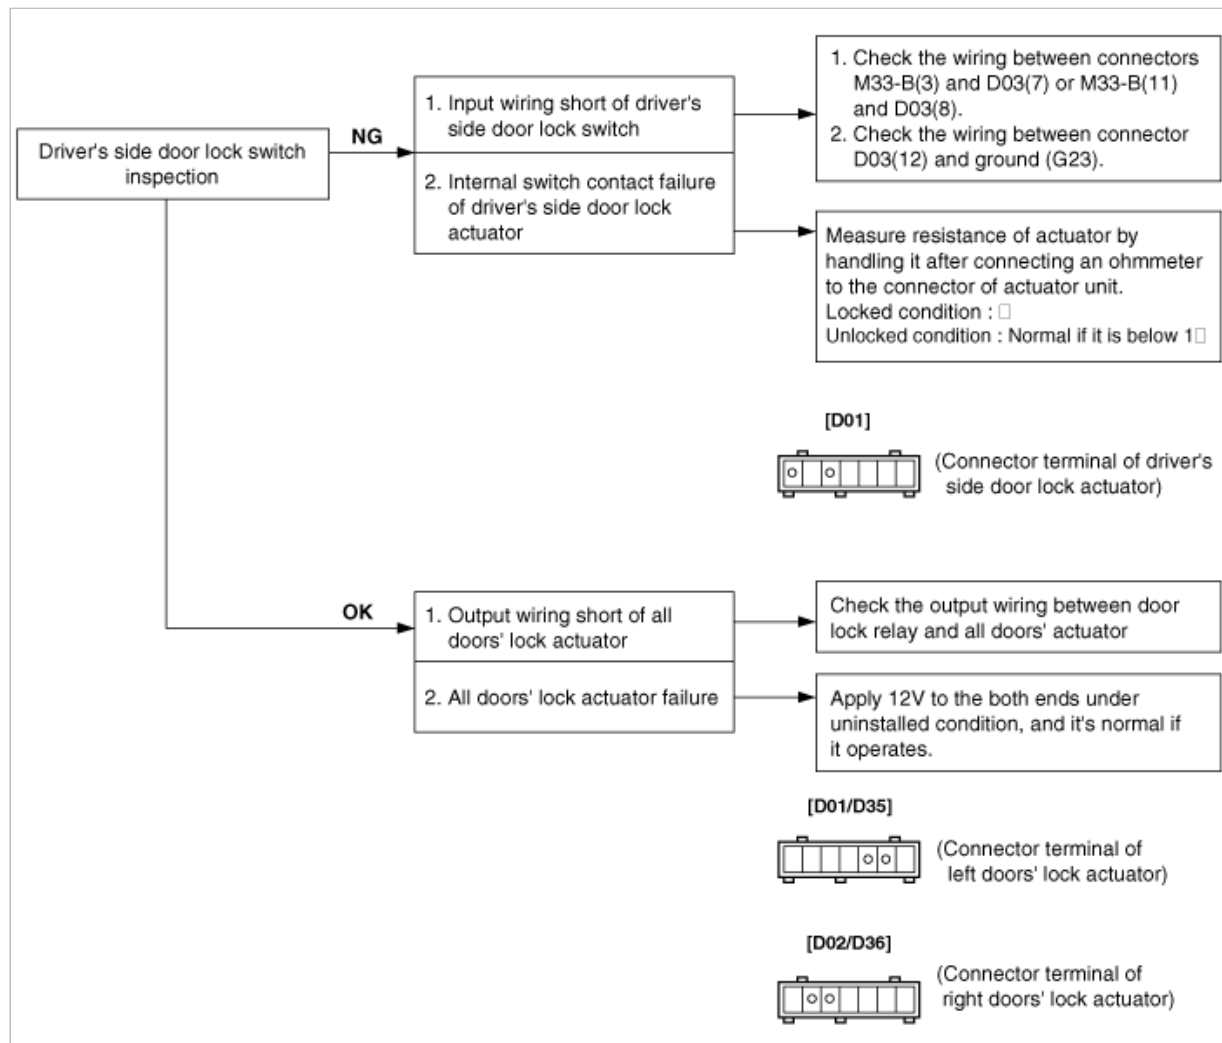 Driver's side door lock switch
inspection
NG
1. Input wiring short of driver's
side door lock switch
2. Internal switch contact failure
of driver's side door lock
actuator
1. Check the wiring between connectors
M33-B(3) and D03(7) or M33-B(11)
and D03(8).
2. Check the wiring between connector
D03(12) and ground (G23).
Measure resistance of actuator by
handling it after connecting an ohmmeter
to the connector of actuator unit.
Locked condition : □
Unlocked condition : Normal if it is below 1□
[D01]
(Connector terminal of driver's
side door lock actuator)
OK
1. Output wiring short of all
doors' lock actuator
2. All doors' lock actuator failure
Check the output wiring between door
lock relay and all doors' actuator
Apply 12V to the both ends under
uninstalled condition, and it's normal if
it operates.
[D01/D35]
(Connector terminal of
left doors' lock actuator)
[D02/D36]
(Connector terminal of
right doors' lock actuator)